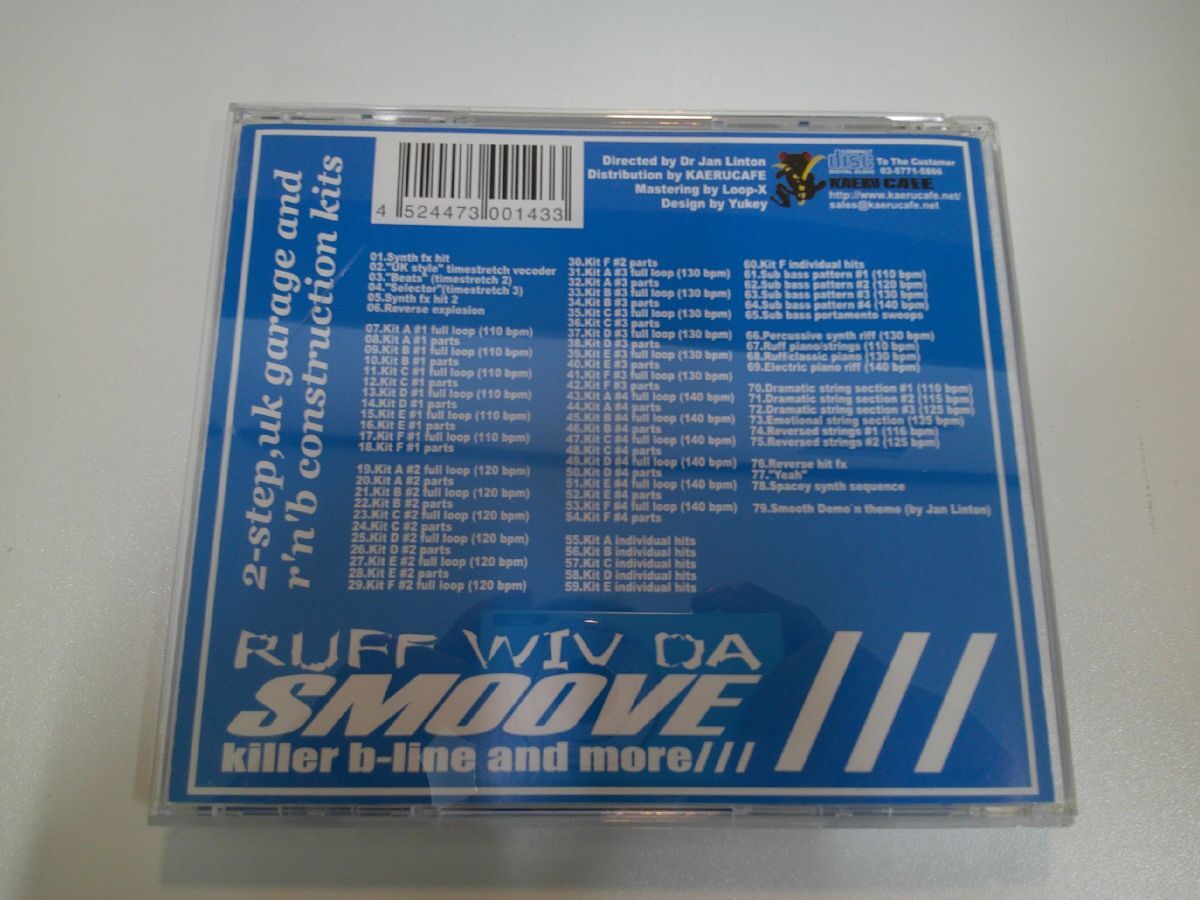 2-step,uk garage and
r'n'b construction kits
4 524473 001433
Directed by Dr Jan Linton
Distribution by KAERUCAFE
Mastering by Loop-X
Design by Yukey
COMPACT
disc
DIGITAL AUDIO
KAERU CAFE
To The Customer
03-5771-5866
http://www.kaerucafe.net/
sales@kaerucafe.net
01.Synth fx hit
02."UK style" timestretch vocoder
03."Beats" (timestretch 2)
04."Selector"(timestretch 3)
05.Synth fx hit 2
06.Reverse explosion
07.Kit A #1 full loop (110 bpm)
08.Kit A #1 parts
09.Kit B #1 full loop (110 bpm)
10.Kit B #1 parts
11.Kit C #1 full loop (110 bpm)
12.Kit C #1 parts
13.Kit D #1 full loop (110 bpm)
14.Kit D #1 parts
15.Kit E #1 full loop (110 bpm)
16.Kit E #1 parts
17.Kit F #1 full loop (110 bpm)
18.Kit F #1 parts
19.Kit A #2 full loop (120 bpm)
20.Kit A #2 parts
21.Kit B #2 full loop (120 bpm)
22.Kit B #2 parts
23.Kit C #2 full loop (120 bpm)
24.Kit C #2 parts
25.Kit D #2 full loop (120 bpm)
26.Kit D #2 parts
27.Kit E #2 full loop (120 bpm)
28.Kit E #2 parts
29.Kit F #2 full loop (120 bpm)
30.Kit F #2 parts
31.Kit A #3 full loop (130 bpm)
32.Kit A #3 parts
33.Kit B #3 full loop (130 bpm)
34.Kit B #3 parts
35.Kit C #3 full loop (130 bpm)
36.Kit C #3 parts
37.Kit D #3 full loop (130 bpm)
38.Kit D #3 parts
39.Kit E #3 full loop (130 bpm)
40.Kit E #3 parts
41.Kit F #3 full loop (130 bpm)
42.Kit F #3 parts
43.Kit A #4 full loop (140 bpm)
44.Kit A #4 parts
45.Kit B #4 full loop (140 bpm)
46.Kit B #4 parts
47.Kit C #4 full loop (140 bpm)
48.Kit C #4 parts
49.Kit D #4 full loop (140 bpm)
50.Kit D #4 parts
51.Kit E #4 full loop (140 bpm)
52.Kit E #4 parts
53.Kit F #4 full loop (140 bpm)
54.Kit F #4 parts
55.Kit A individual hits
56.Kit B individual hits
57.Kit C individual hits
58.Kit D individual hits
59.Kit E individual hits
60.Kit F individual hits
61.Sub bass pattern #1 (110 bpm)
62.Sub bass pattern #2 (120 bpm)
63.Sub bass pattern #3 (130 bpm)
64.Sub bass pattern #4 (140 bpm)
65.Sub bass portamento swoops
66.Percussive synth riff (130 bpm)
67.Ruff piano/strings (110 bpm)
68.Ruff/classic piano (130 bpm)
69.Electric piano riff (140 bpm)
70.Dramatic string section #1 (110 bpm)
71.Dramatic string section #2 (115 bpm)
72.Dramatic string section #3 (125 bpm)
73.Emotional string section (135 bpm)
74.Reversed strings #1 (116 bpm)
75.Reversed strings #2 (125 bpm)
76.Reverse hit fx
77."Yeah"
78.Spacey synth sequence
79.Smooth Demo`n theme (by Jan Linton)
RUFF WIV DA
SMOOVE ///
killer b-line and more///